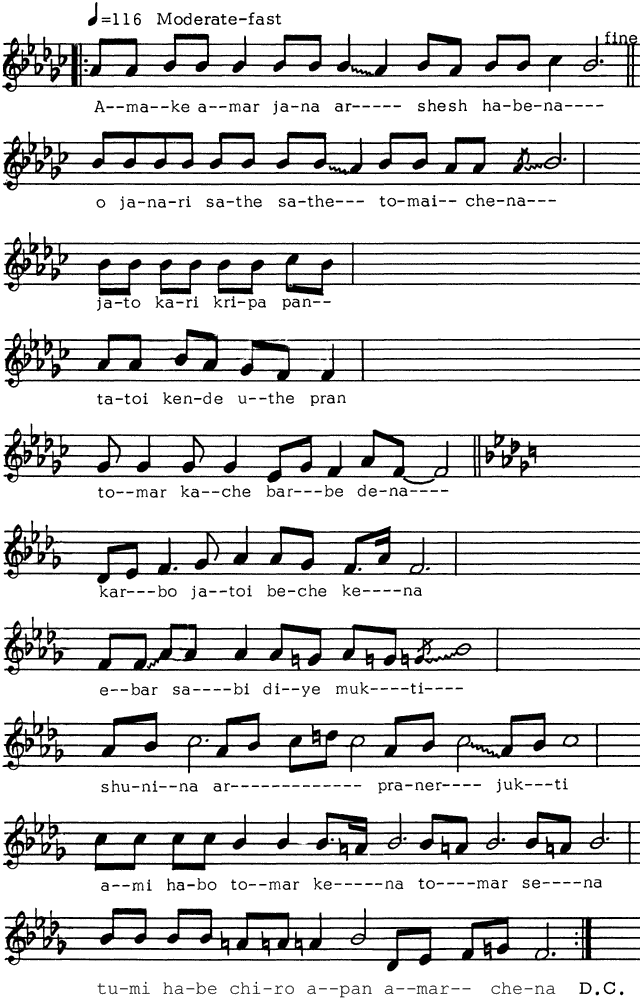 ♩=116 Moderate-fast
fine
A--ma--ke a--mar ja-na ar----- shesh ha-be-na----
o ja-na-ri sa-the sa-the--- to-mai-- che-na---
ja-to ka-ri kri-pa pan--
ta-toi ken-de u--the pran
to--mar ka--che bar---be de-na----
kar---bo ja--toi be-che ke----na
e--bar sa----bi di--ye muk----ti----
shu-ni--na ar------------- pra-ner---- juk---ti
a--mi ha-bo to--mar ke-----na to----mar se----na
tu-mi ha-be chi-ro a--pan a--mar-- che-na D.C.